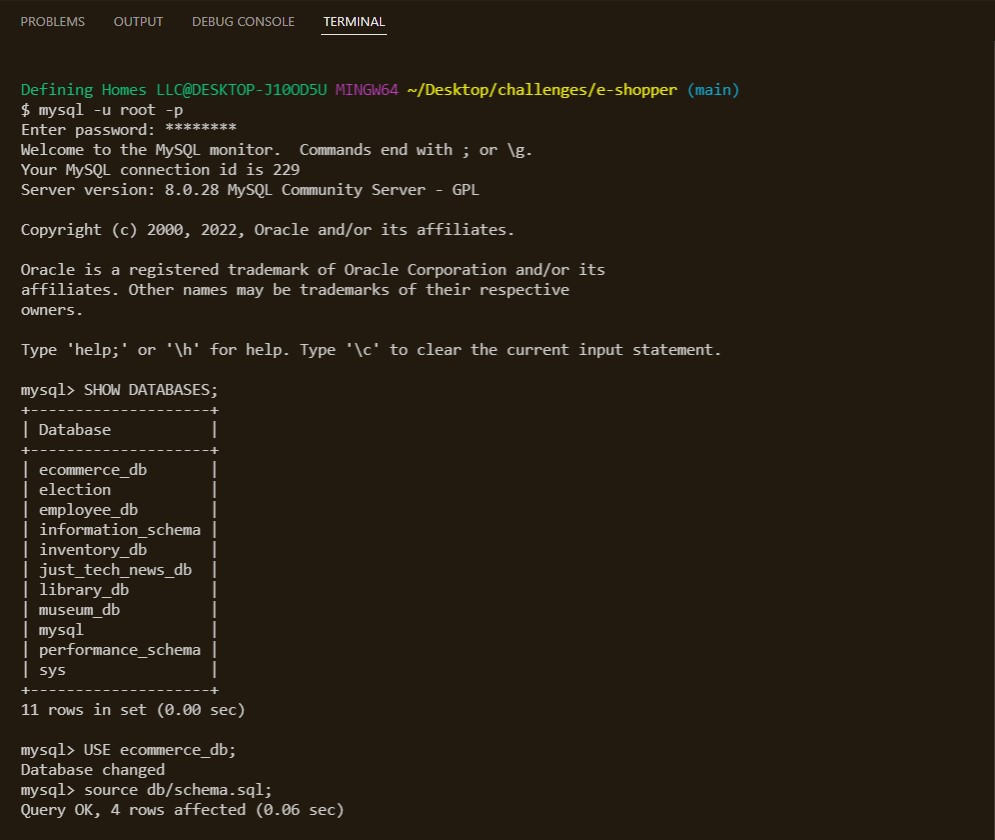 PROBLEMS OUTPUT DEBUG CONSOLE TERMINAL
Defining Homes LLC@DESKTOP-J10OD5U MINGW64 ~/Desktop/challenges/e-shopper (main)
$ mysql -u root -p
Enter password: ********
Welcome to the MySQL monitor.  Commands end with ; or \g.
Your MySQL connection id is 229
Server version: 8.0.28 MySQL Community Server - GPL
Copyright (c) 2000, 2022, Oracle and/or its affiliates.
Oracle is a registered trademark of Oracle Corporation and/or its
affiliates. Other names may be trademarks of their respective
owners.
Type 'help;' or '\h' for help. Type '\c' to clear the current input statement.
mysql> SHOW DATABASES;
+--------------------+
| Database           |
+--------------------+
| ecommerce_db       |
| election           |
| employee_db        |
| information_schema |
| inventory_db       |
| just_tech_news_db  |
| library_db         |
| museum_db          |
| mysql              |
| performance_schema |
| sys                |
+--------------------+
11 rows in set (0.00 sec)
mysql> USE ecommerce_db;
Database changed
mysql> source db/schema.sql;
Query OK, 4 rows affected (0.06 sec)